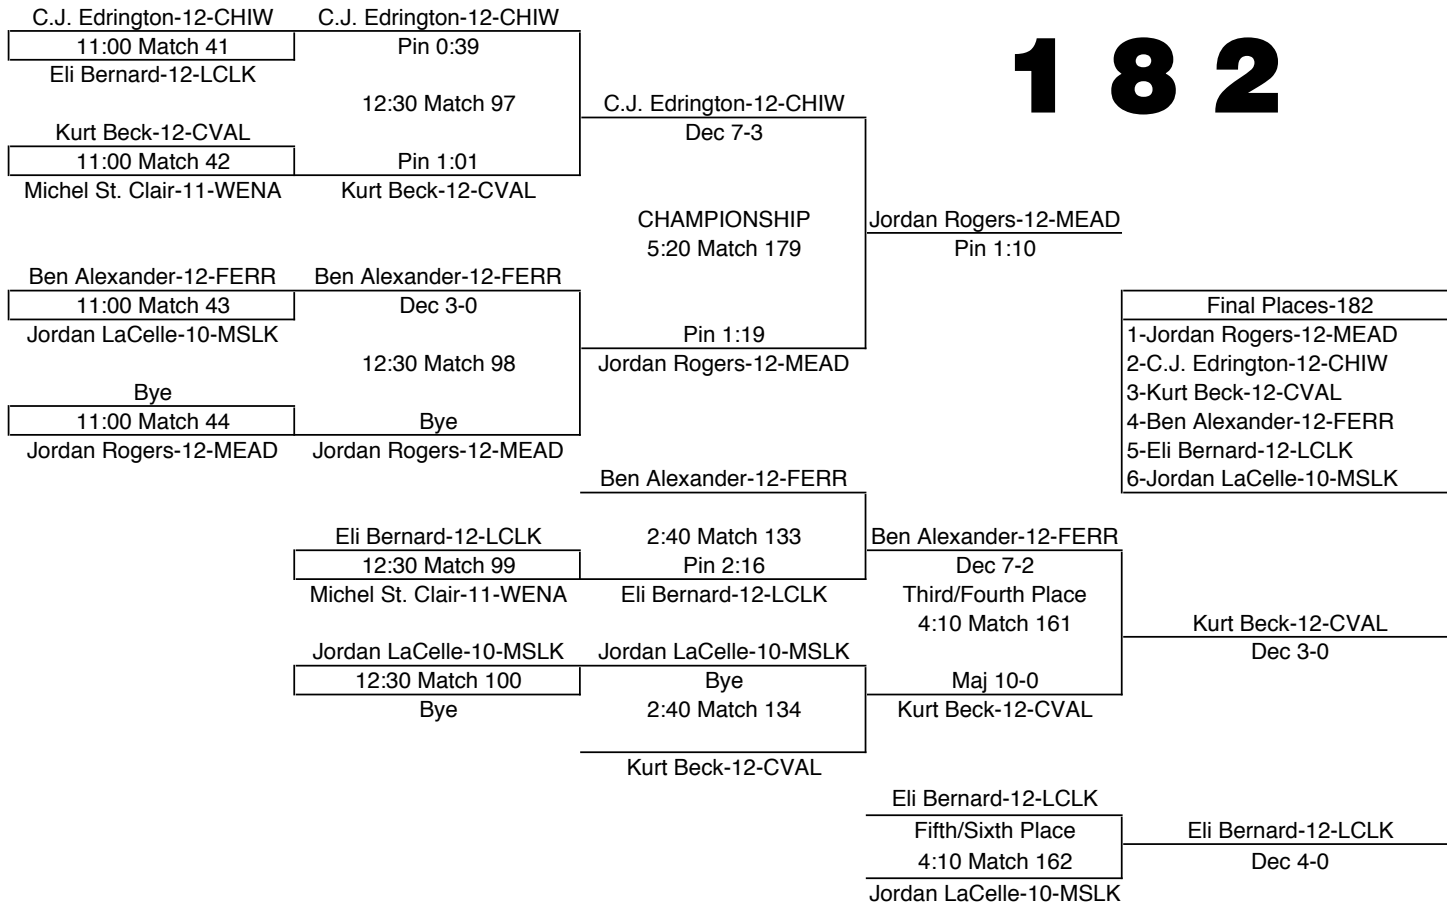 C.J. Edrington-12-CHIW C.J. Edrington-12-CHIW
11:00 Match 41 Pin 0:39
Eli Bernard-12-LCLK
1 8 2
12:30 Match 97 C.J. Edrington-12-CHIW
Kurt Beck-12-CVAL Dec 7-3
11:00 Match 42 Pin 1:01
Michel St. Clair-11-WENA Kurt Beck-12-CVAL
CHAMPIONSHIP Jordan Rogers-12-MEAD
5:20 Match 179 Pin 1:10
Ben Alexander-12-FERR Ben Alexander-12-FERR
11:00 Match 43 Dec 3-0 Final Places-182
Jordan LaCelle-10-MSLK Pin 1:19 1-Jordan Rogers-12-MEAD
12:30 Match 98 Jordan Rogers-12-MEAD 2-C.J. Edrington-12-CHIW
Bye 3-Kurt Beck-12-CVAL
11:00 Match 44 Bye 4-Ben Alexander-12-FERR
Jordan Rogers-12-MEAD Jordan Rogers-12-MEAD 5-Eli Bernard-12-LCLK
Ben Alexander-12-FERR 6-Jordan LaCelle-10-MSLK
Eli Bernard-12-LCLK 2:40 Match 133 Ben Alexander-12-FERR
12:30 Match 99 Pin 2:16 Dec 7-2
Michel St. Clair-11-WENA Eli Bernard-12-LCLK Third/Fourth Place
4:10 Match 161 Kurt Beck-12-CVAL
Jordan LaCelle-10-MSLK Jordan LaCelle-10-MSLK Dec 3-0
12:30 Match 100 Bye Maj 10-0
Bye 2:40 Match 134 Kurt Beck-12-CVAL
Kurt Beck-12-CVAL
Eli Bernard-12-LCLK
Fifth/Sixth Place Eli Bernard-12-LCLK
4:10 Match 162 Dec 4-0
Jordan LaCelle-10-MSLK